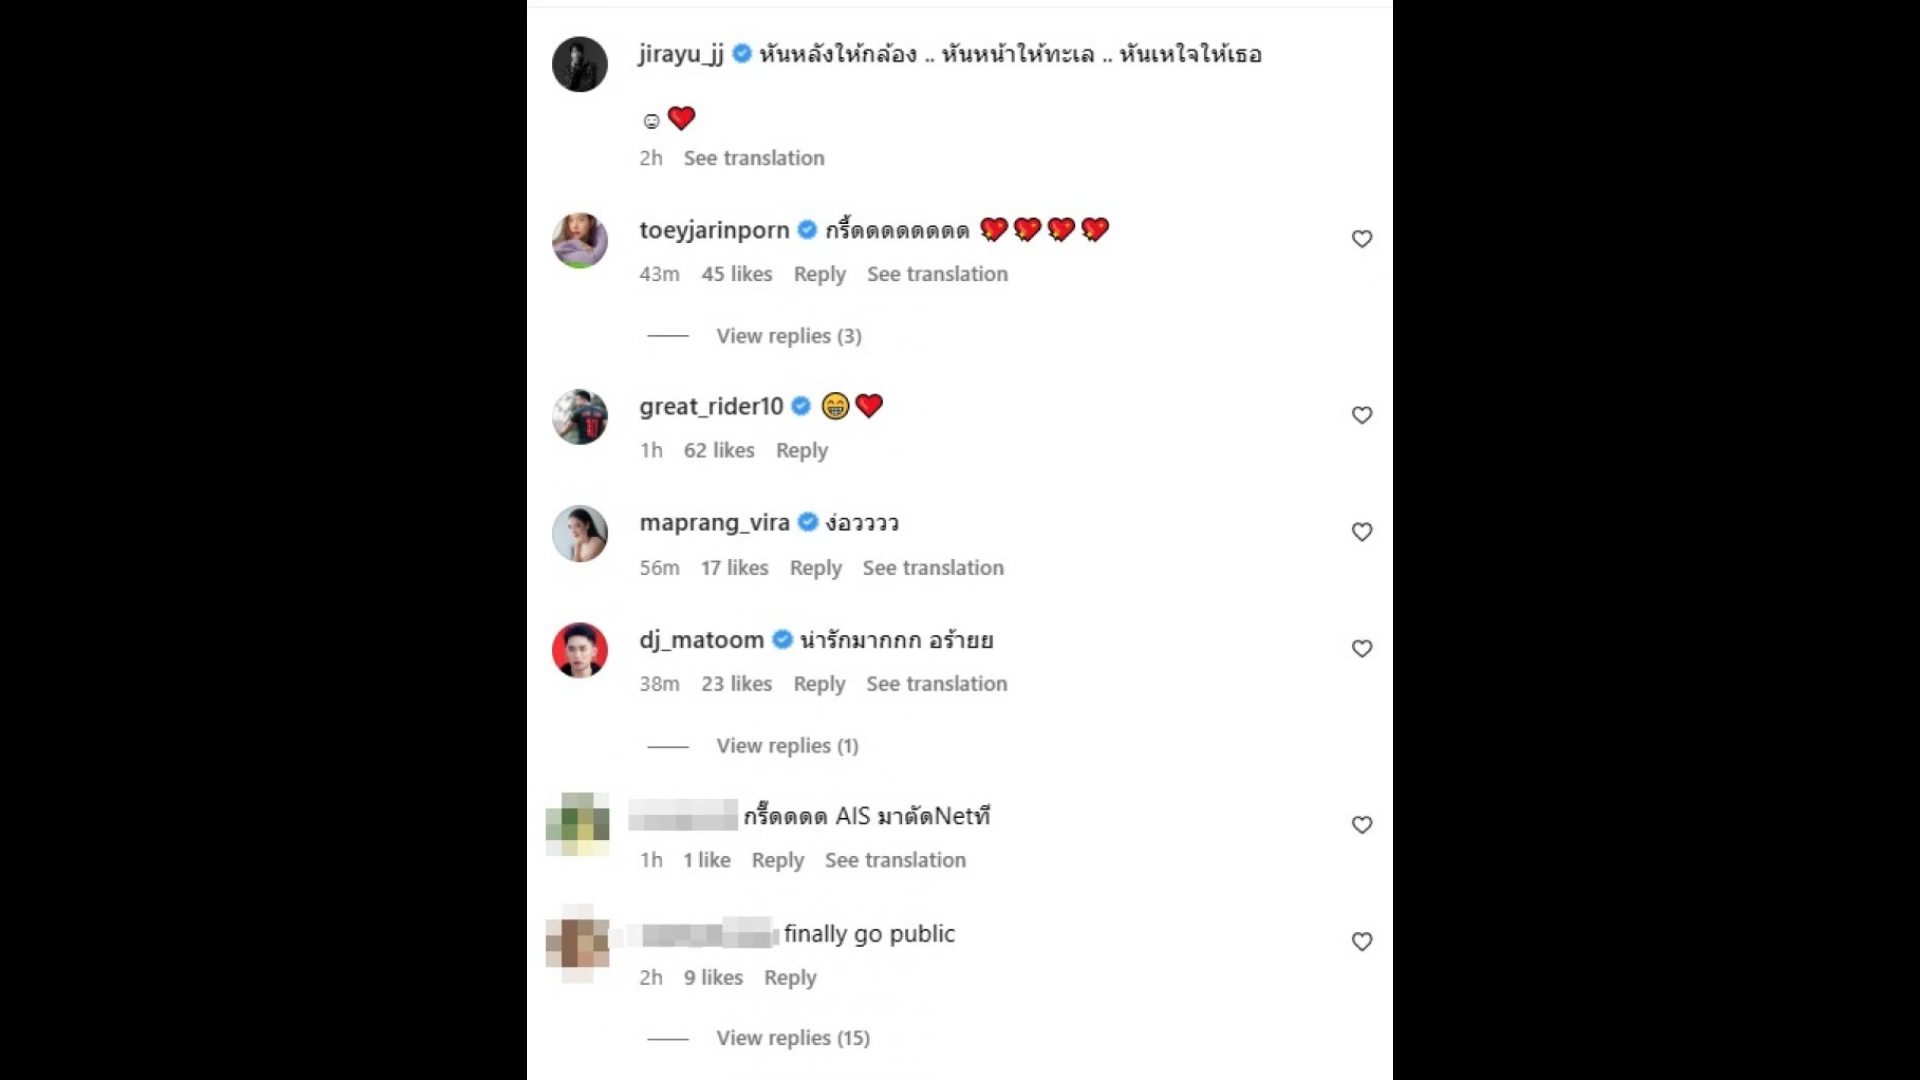 jirayu_jj หันหลังให้กล้อง .. หันหน้าให้ทะเล .. หันเหใจให้เธอ
☺❤️
2h See translation
toeyjarinporn กรี้ดดดดดดดด 💖💖💖💖
43m 45 likes Reply See translation
View replies (3)
great_rider10 😁❤️
1h 62 likes Reply
maprang_vira ง่อวววว
56m 17 likes Reply See translation
dj_matoom น่ารักมากกก อร้ายย
38m 23 likes Reply See translation
View replies (1)
กรี๊ดดดด AIS มาตัดNetที
1h 1 like Reply See translation
finally go public
2h 9 likes Reply
View replies (15)